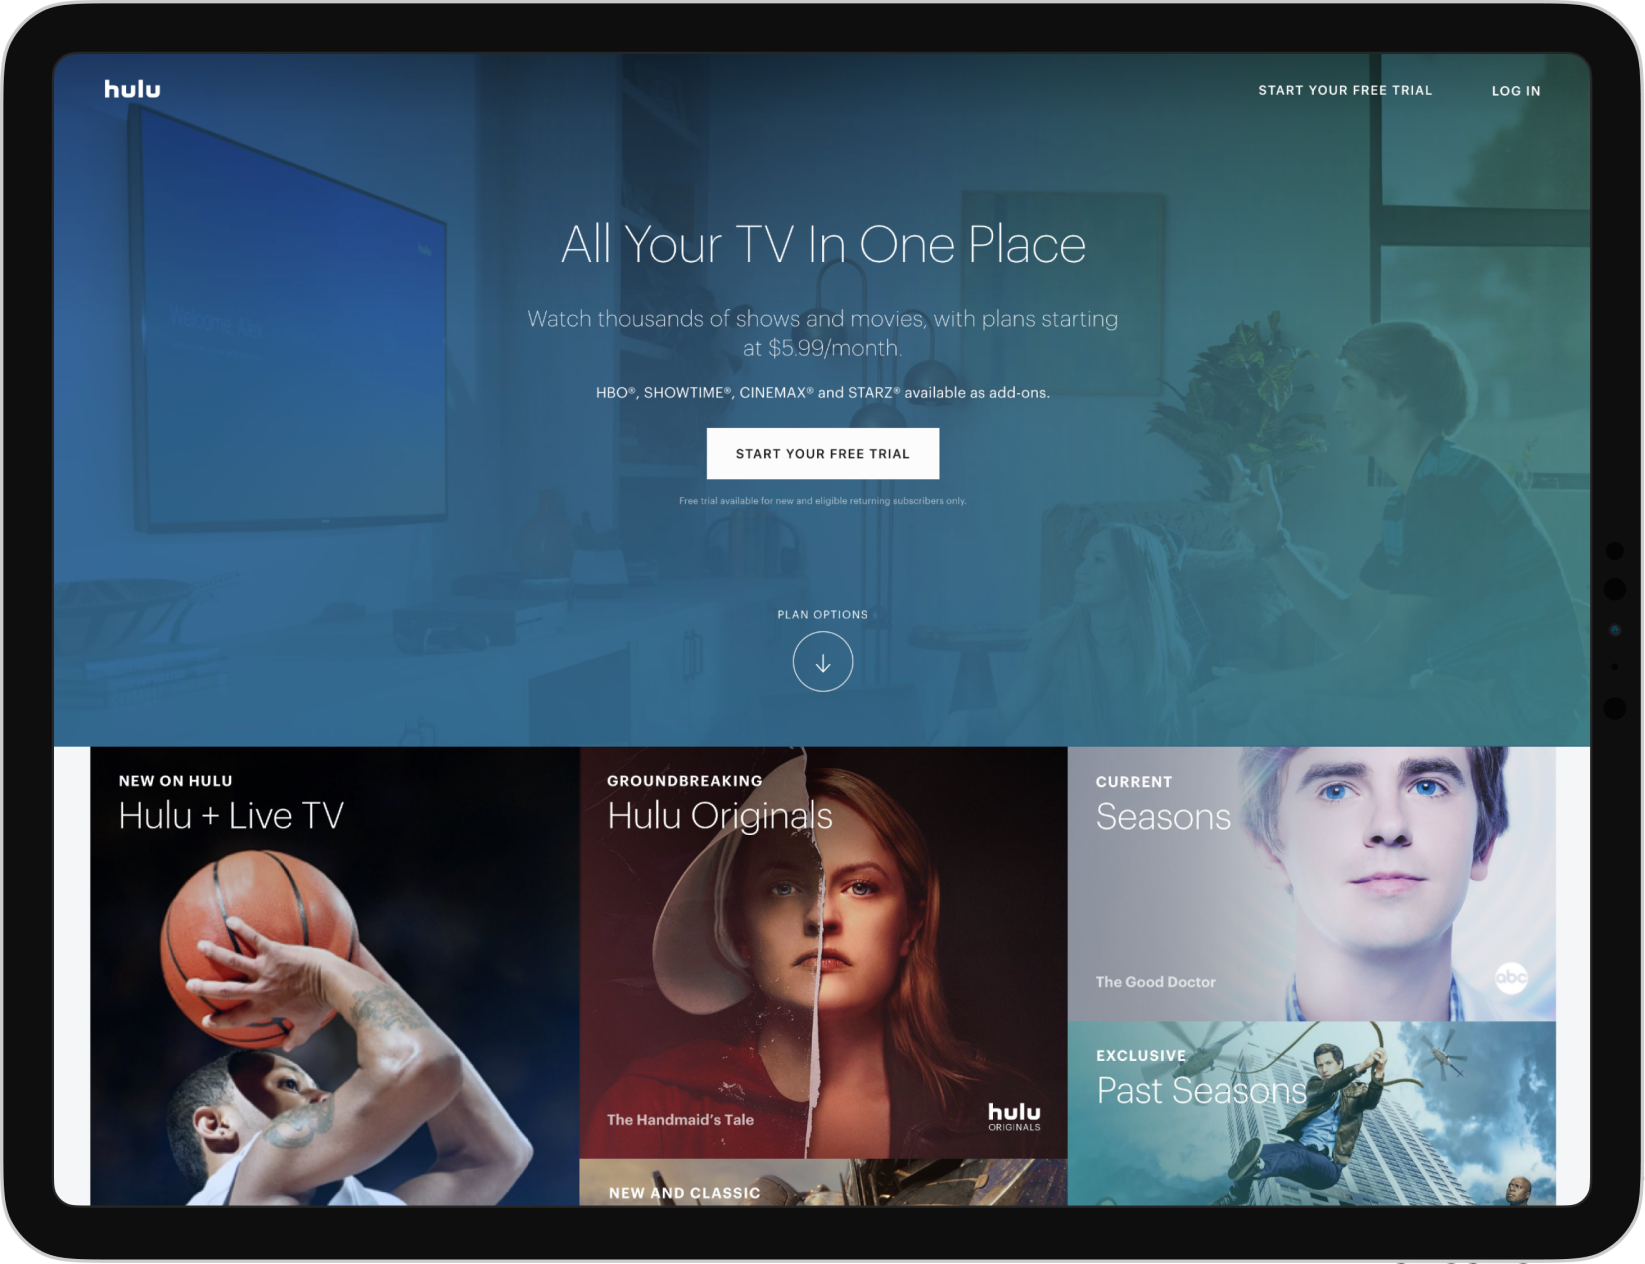 hulu
START YOUR FREE TRIAL
LOG IN
All Your TV In One Place
Watch thousands of shows and movies, with plans starting
at $5.99/month.
HBO®, SHOWTIME®, CINEMAX® and STARZ® available as add-ons.
START YOUR FREE TRIAL
Free trial available for new and eligible returning subscribers only.
Welcome, Alex
PLAN OPTIONS
NEW ON HULU
Hulu + Live TV
GROUNDBREAKING
Hulu Originals
The Handmaid's Tale
hulu
ORIGINALS
NEW AND CLASSIC
CURRENT
Seasons
The Good Doctor
abc
EXCLUSIVE
Past Seasons